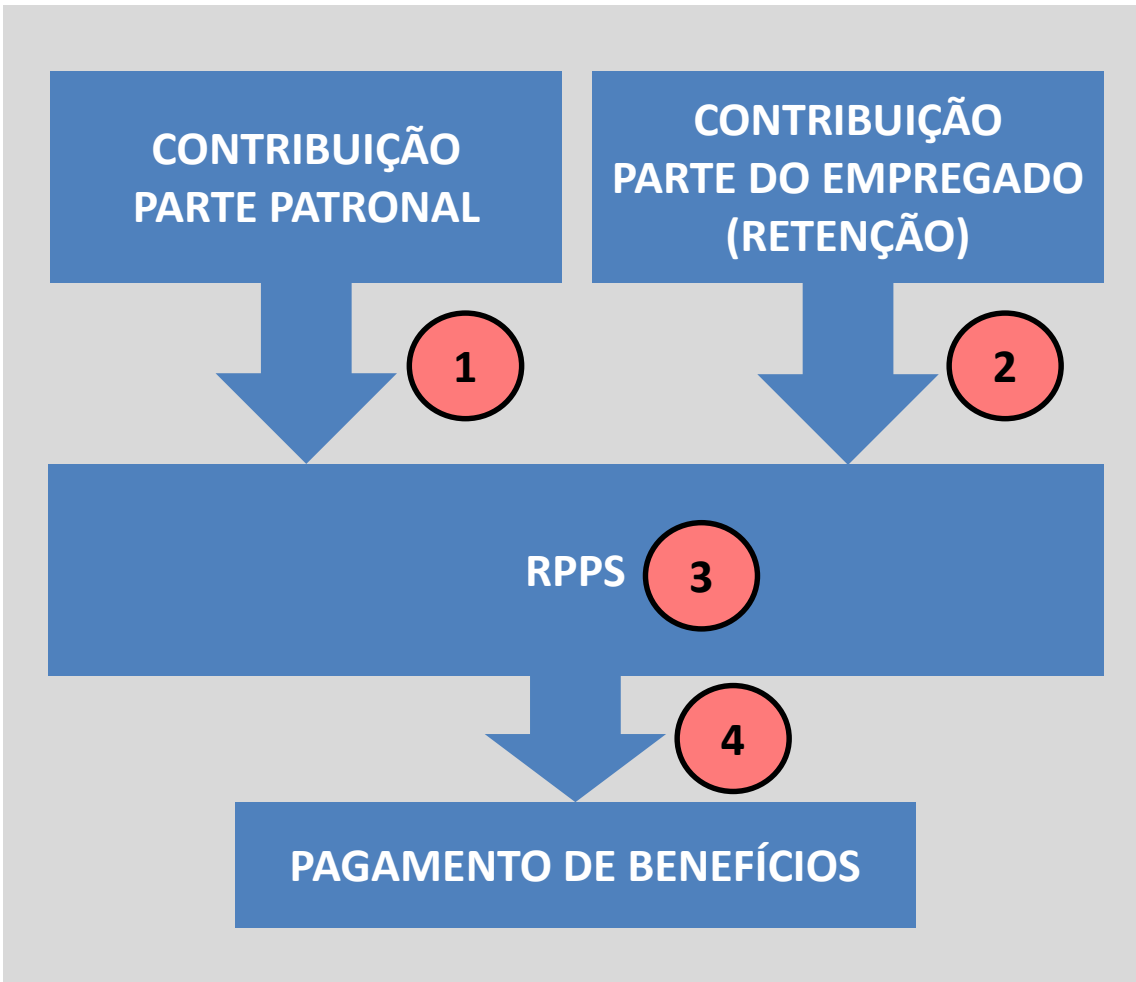 CONTRIBUIÇÃO
PARTE PATRONAL
CONTRIBUIÇÃO
PARTE DO EMPREGADO
(RETENÇÃO)
1
2
RPPS
3
4
PAGAMENTO DE BENEFÍCIOS